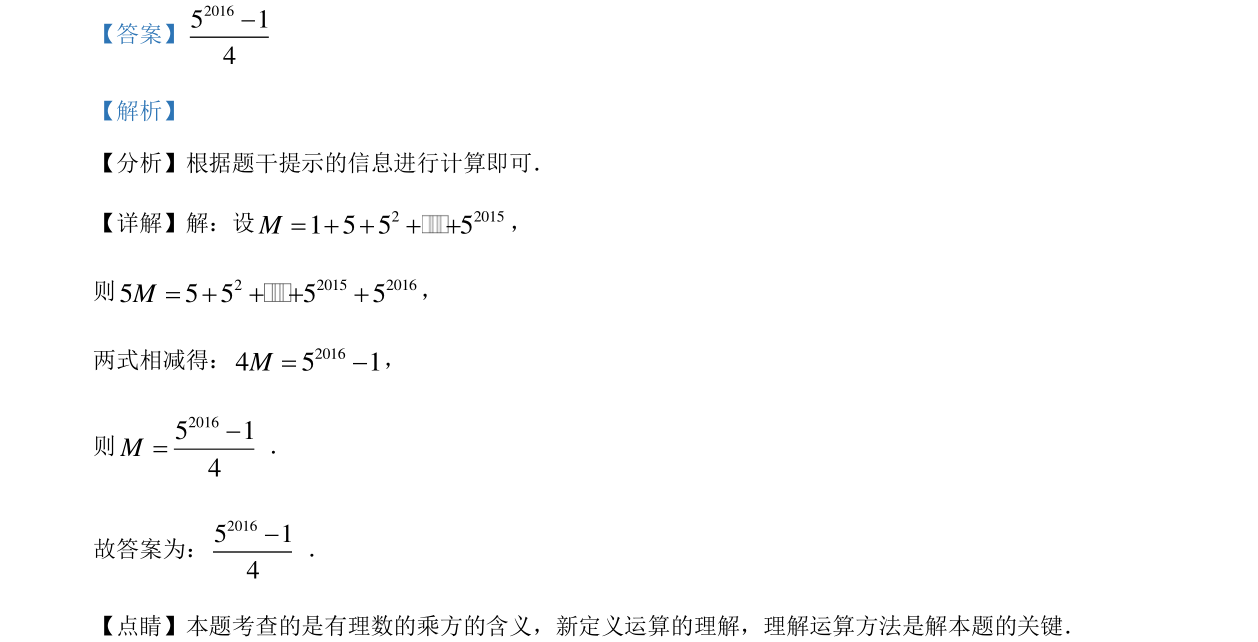 【答案】$\frac{5^{2016}-1}{4}$
【解析】
【分析】根据题干提示的信息进行计算即可．
【详解】解：设 $M=1+5+5^{2}+□□□+5^{2015}$，
则 $5M=5+5^{2}+□□□+5^{2015}+5^{2016}$，
两式相减得：$4M=5^{2016}-1$，
则 $M=\frac{5^{2016}-1}{4}$．
故答案为：$\frac{5^{2016}-1}{4}$．
【点睛】本题考查的是有理数的乘方的含义，新定义运算的理解，理解运算方法是解本题的关键．